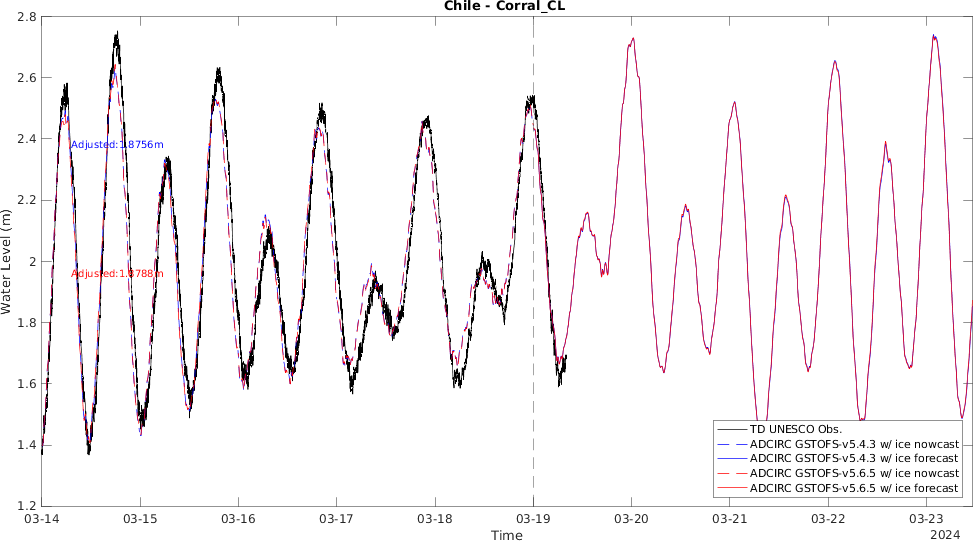 Chile - Corral_CL
2.8
2.6
2.4
2.2
2
1.8
1.6
1.4
1.2
Water Level (m)
Adjusted:1.8756m
Adjusted:1.8788m
TD UNESCO Obs.
ADCIRC GSTOFS-v5.4.3 w/ ice nowcast
ADCIRC GSTOFS-v5.4.3 w/ ice forecast
ADCIRC GSTOFS-v5.6.5 w/ ice nowcast
ADCIRC GSTOFS-v5.6.5 w/ ice forecast
03-14 03-15 03-16 03-17 03-18 03-19 03-20 03-21 03-22 03-23
Time
2024